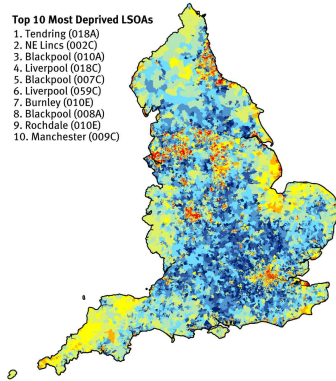 Top 10 Most Deprived LSOAs
1. Tendring (018A)
2. NE Lincs (002C)
3. Blackpool (010A)
4. Liverpool (018C)
5. Blackpool (007C)
6. Liverpool (059C)
7. Burnley (010E)
8. Blackpool (008A)
9. Rochdale (010E)
10. Manchester (009C)